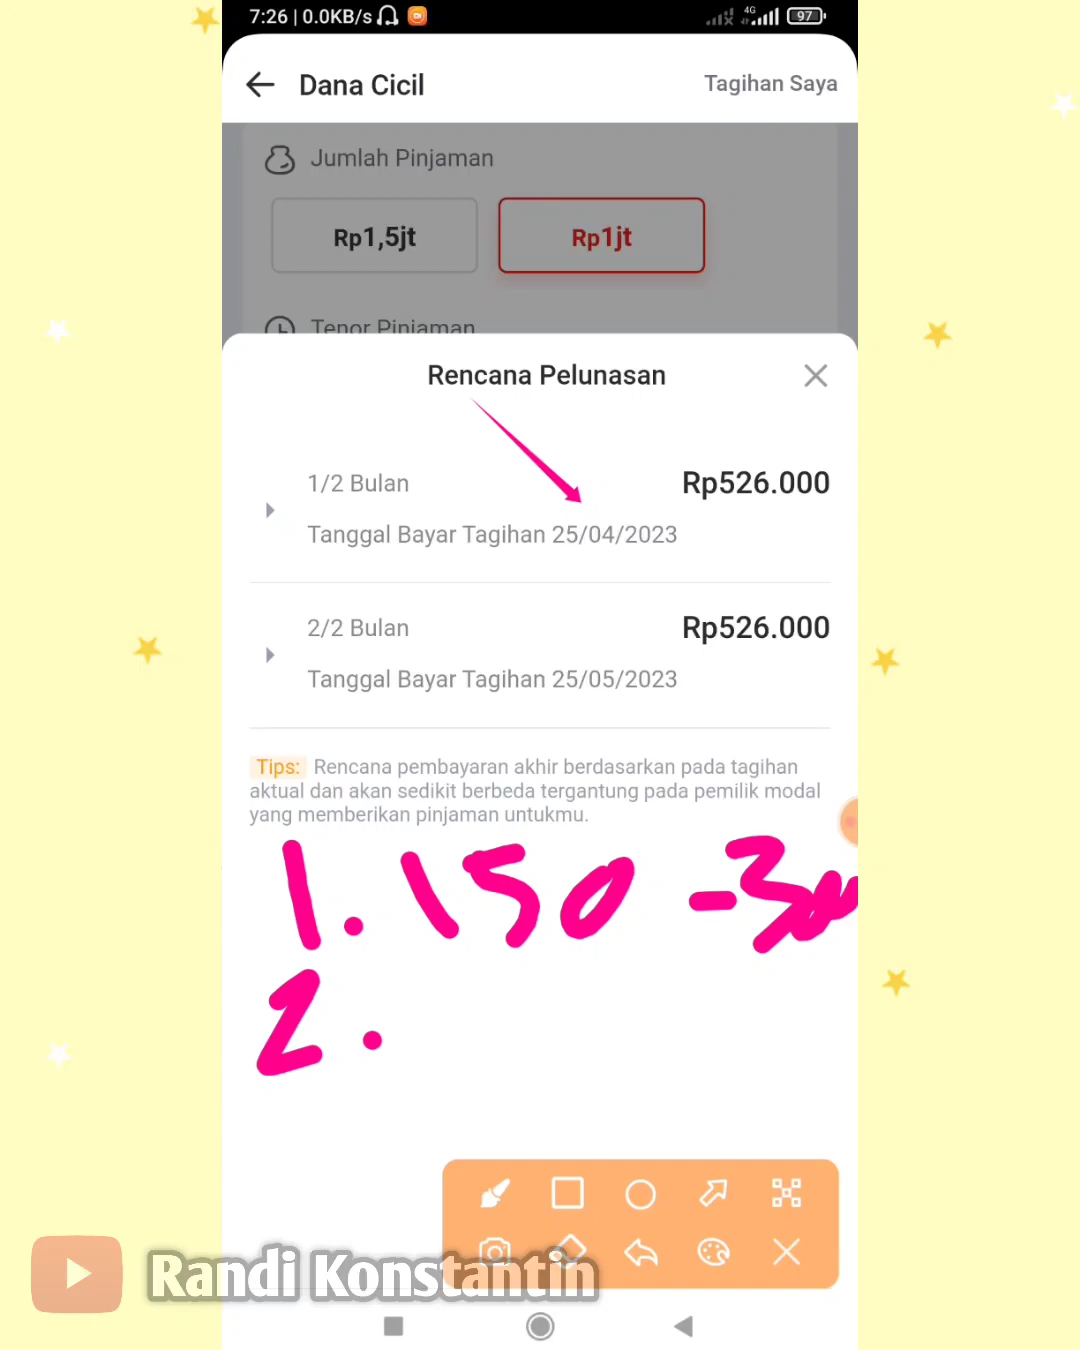 7:26 | 0.0KB/s 4G 97
Dana Cicil Tagihan Saya
Jumlah Pinjaman
Rp1,5jt Rp1jt
Tenor Pinjaman
Rencana Pelunasan
1/2 Bulan Rp526.000
Tanggal Bayar Tagihan 25/04/2023
2/2 Bulan Rp526.000
Tanggal Bayar Tagihan 25/05/2023
Tips: Rencana pembayaran akhir berdasarkan pada tagihan
aktual dan akan sedikit berbeda tergantung pada pemilik modal
yang memberikan pinjaman untukmu.
1. 150 -
2.
Randi Konstantin